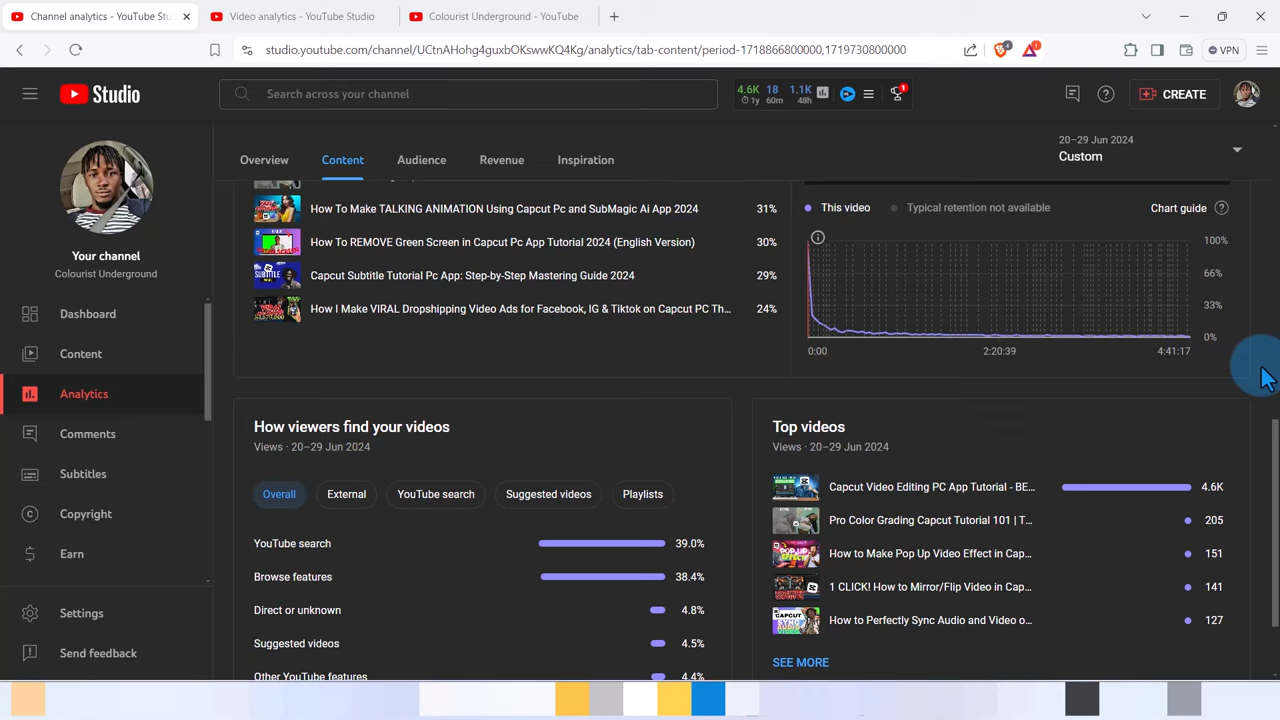 Channel analytics - YouTube Stu
Video analytics - YouTube Studio
Colourist Underground - YouTube
studio.youtube.com/channel/UCtnAHohg4guxbOKswwKQ4Kg/analytics/tab-content/period-1718866800000,1719730800000
4
1
VPN
Studio
Search across your channel
4.6K 18 1.1K
1y 60m 48h
1
CREATE
20–29 Jun 2024
Custom
Overview
Content
Audience
Revenue
Inspiration
Your channel
Colourist Underground
Dashboard
Content
Analytics
Comments
Subtitles
Copyright
Earn
Settings
Send feedback
How To Make TALKING ANIMATION Using Capcut Pc and SubMagic Ai App 2024 31%
How To REMOVE Green Screen in Capcut Pc App Tutorial 2024 (English Version) 30%
Capcut Subtitle Tutorial Pc App: Step-by-Step Mastering Guide 2024 29%
How I Make VIRAL Dropshipping Video Ads for Facebook, IG & Tiktok on Capcut PC Th... 24%
This video
Typical retention not available
Chart guide
100%
66%
33%
0%
0:00 2:20:39 4:41:17
How viewers find your videos
Views · 20–29 Jun 2024
Overall External YouTube search Suggested videos Playlists
YouTube search 39.0%
Browse features 38.4%
Direct or unknown 4.8%
Suggested videos 4.5%
Other YouTube features 4.4%
Top videos
Views · 20–29 Jun 2024
Capcut Video Editing PC App Tutorial - BE... 4.6K
Pro Color Grading Capcut Tutorial 101 | T... 205
How to Make Pop Up Video Effect in Cap... 151
1 CLICK! How to Mirror/Flip Video in Cap... 141
How to Perfectly Sync Audio and Video o... 127
SEE MORE